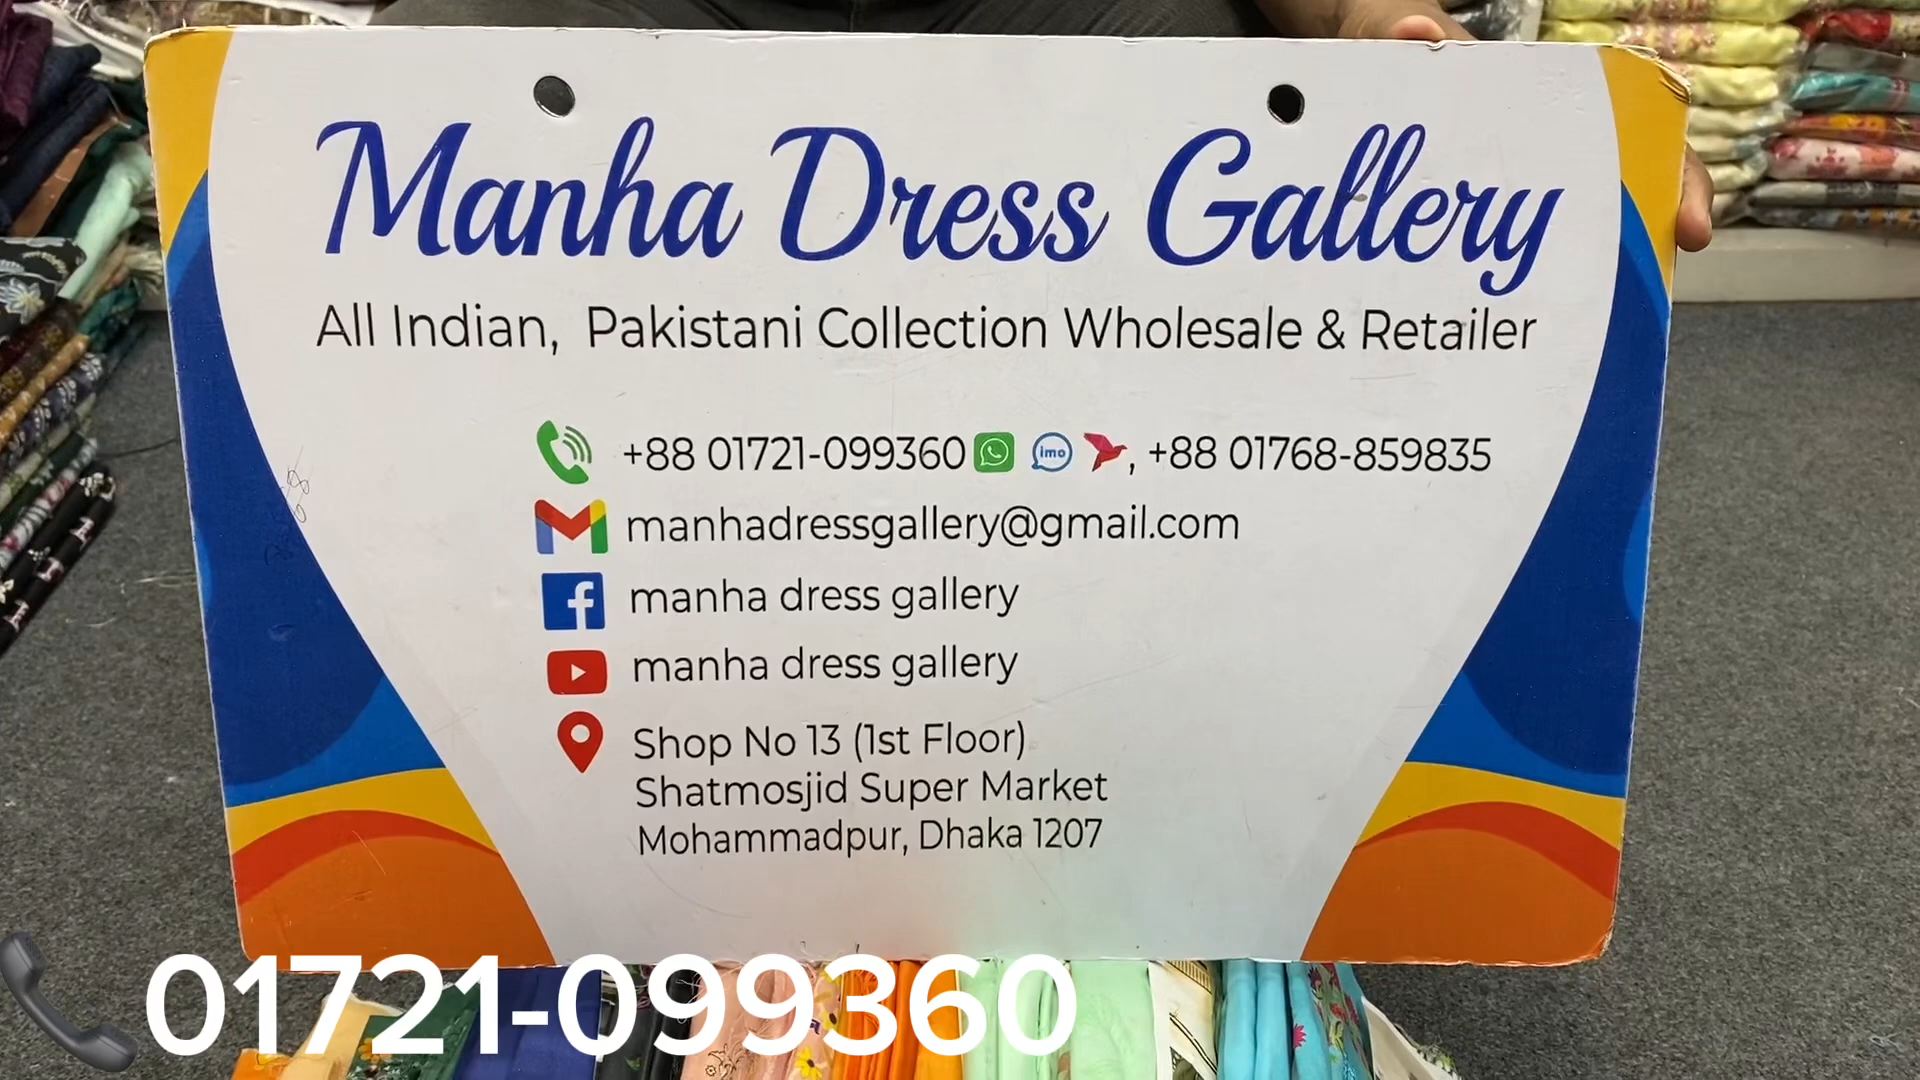 Manha Dress Gallery
All Indian, Pakistani Collection Wholesale & Retailer
+88 01721-099360 imo, +88 01768-859835
manhadressgallery@gmail.com
manha dress gallery
manha dress gallery
Shop No 13 (1st Floor)
Shatmosjid Super Market
Mohammadpur, Dhaka 1207
01721-099360